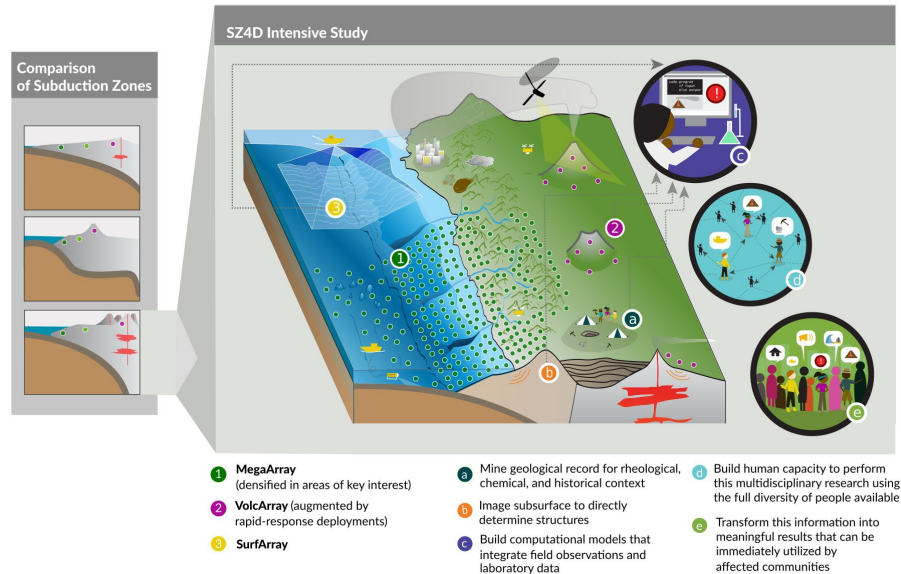 SZ4D Intensive Study
Comparison
of Subduction Zones
3
1
2
a
b
c
d
e
1 MegaArray
(densified in areas of key interest)
2 VolcArray (augmented by
rapid-response deployments)
3 SurfArray
a Mine geological record for rheological,
chemical, and historical context
b Image subsurface to directly
determine structures
c Build computational models that
integrate field observations and
laboratory data
d Build human capacity to perform
this multidisciplinary research using
the full diversity of people available
e Transform this information into
meaningful results that can be
immediately utilized by
affected communities